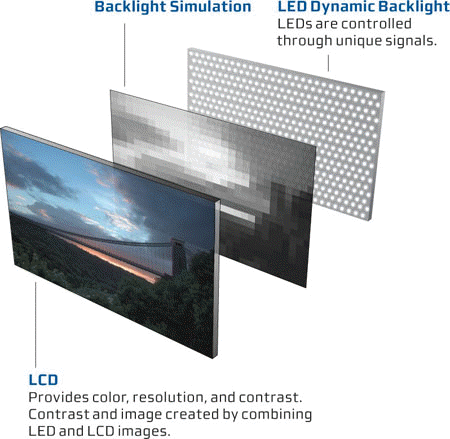 Backlight Simulation
LED Dynamic Backlight
LEDs are controlled
through unique signals.
LCD
Provides color, resolution, and contrast.
Contrast and image created by combining
LED and LCD images.